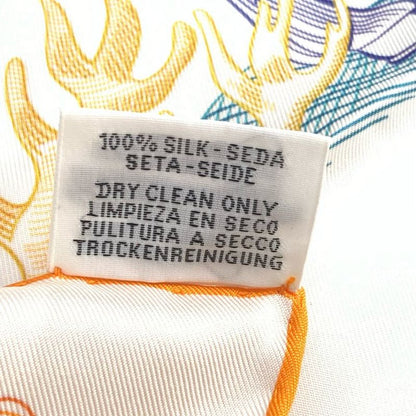 100% SILK-SEDA
SETA-SEIDE
DRY CLEAN ONLY
LIMPIEZA EN SECO
PULITURA A SECCO
TROCKENREINIGUNG